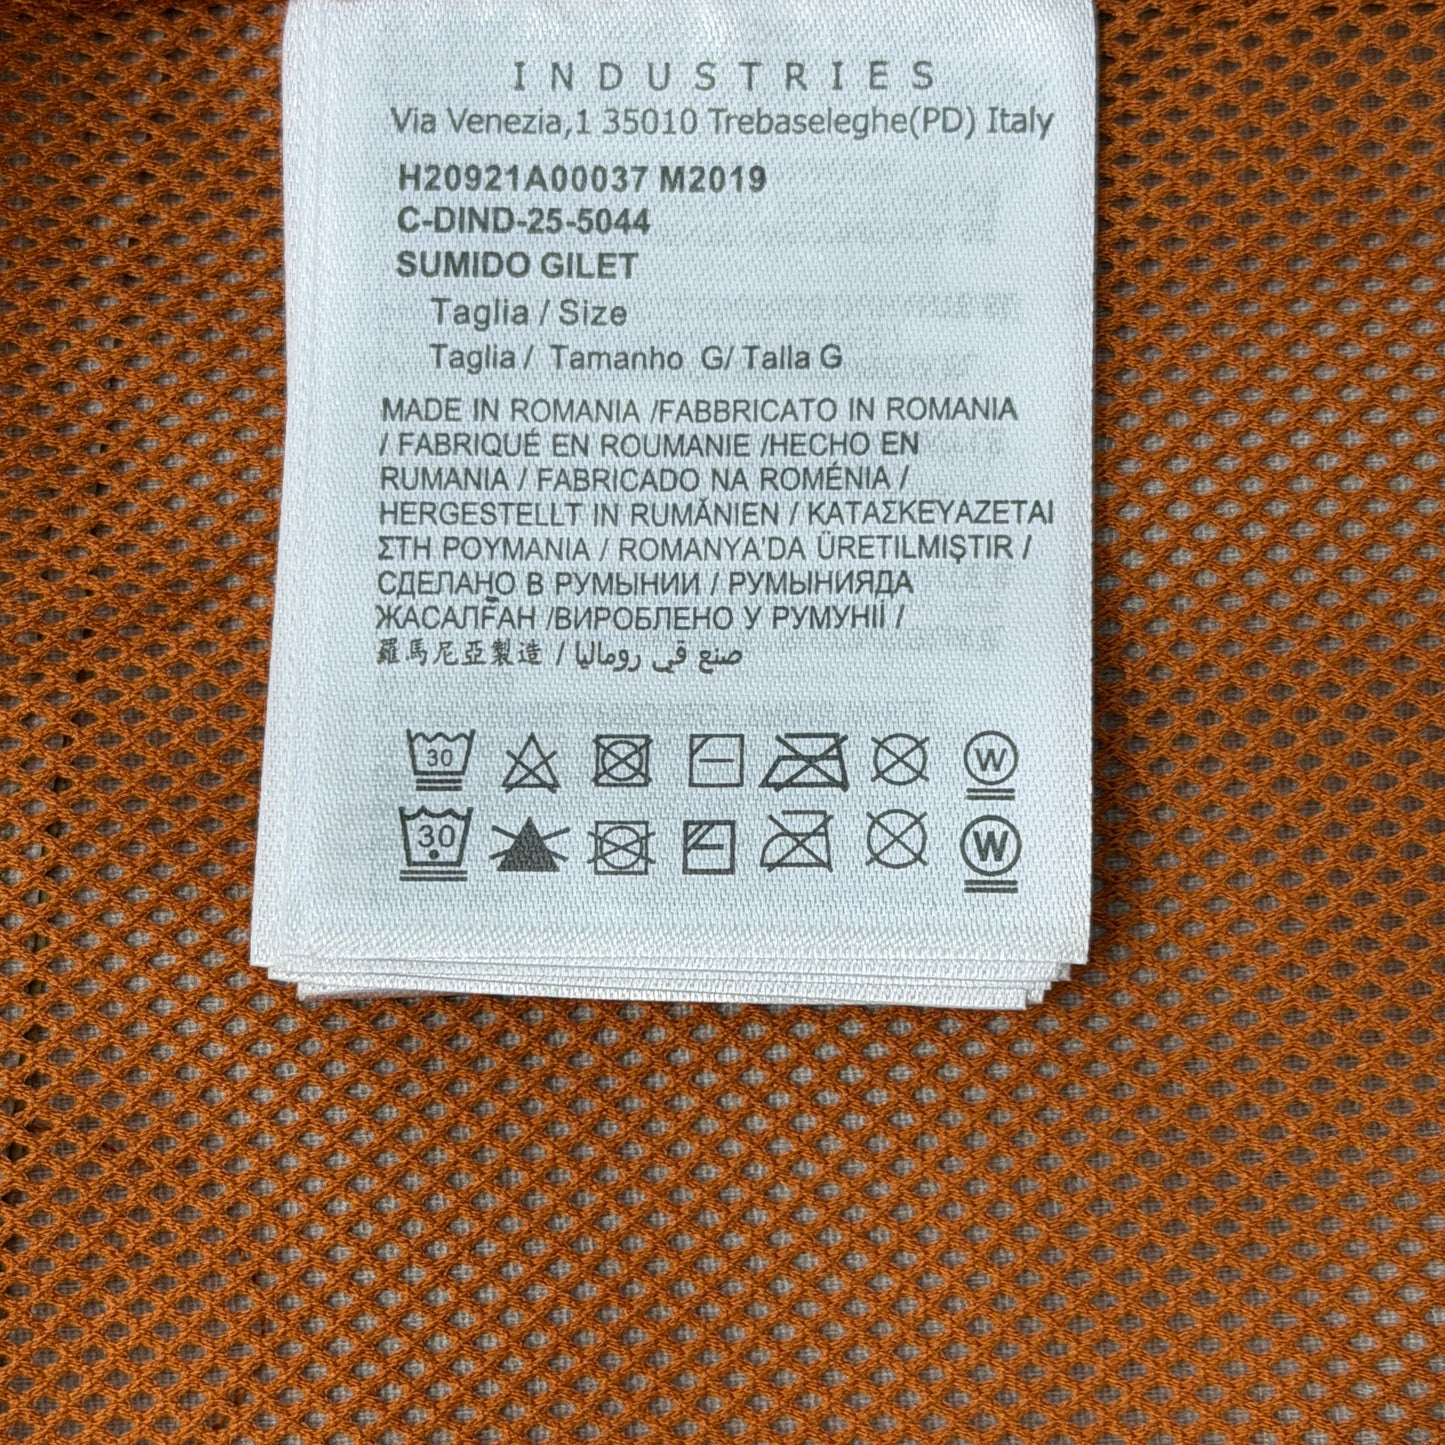 INDUSTRIES
Via Venezia,1 35010 Trebaseleghe(PD) Italy
H20921A00037 M2019
C-DIND-25-5044
SUMIDO GILET
Taglia / Size
Taglia / Tamanho G/ Talla G
MADE IN ROMANIA /FABBRICATO IN ROMANIA
/ FABRIQUÉ EN ROUMANIE /HECHO EN
RUMANIA / FABRICADO NA ROMÉNIA /
HERGESTELLT IN RUMĂNIEN / ΚΑΤΑΣΚΕΥΑΖΕΤΑΙ
ΣΤΗ ΡΟΥΜΑΝΙΑ / ROMANYA'DA ÜRETILMIŞTIR /
СДЕЛАНО В РУМЫНИИ / РУМЫНИЯДА
ЖАСАЛҒАН /ВИРОБЛЕНО У РУМУНІЇ /
羅馬尼亞製造 / صنع في روماليا
30 W
30 W